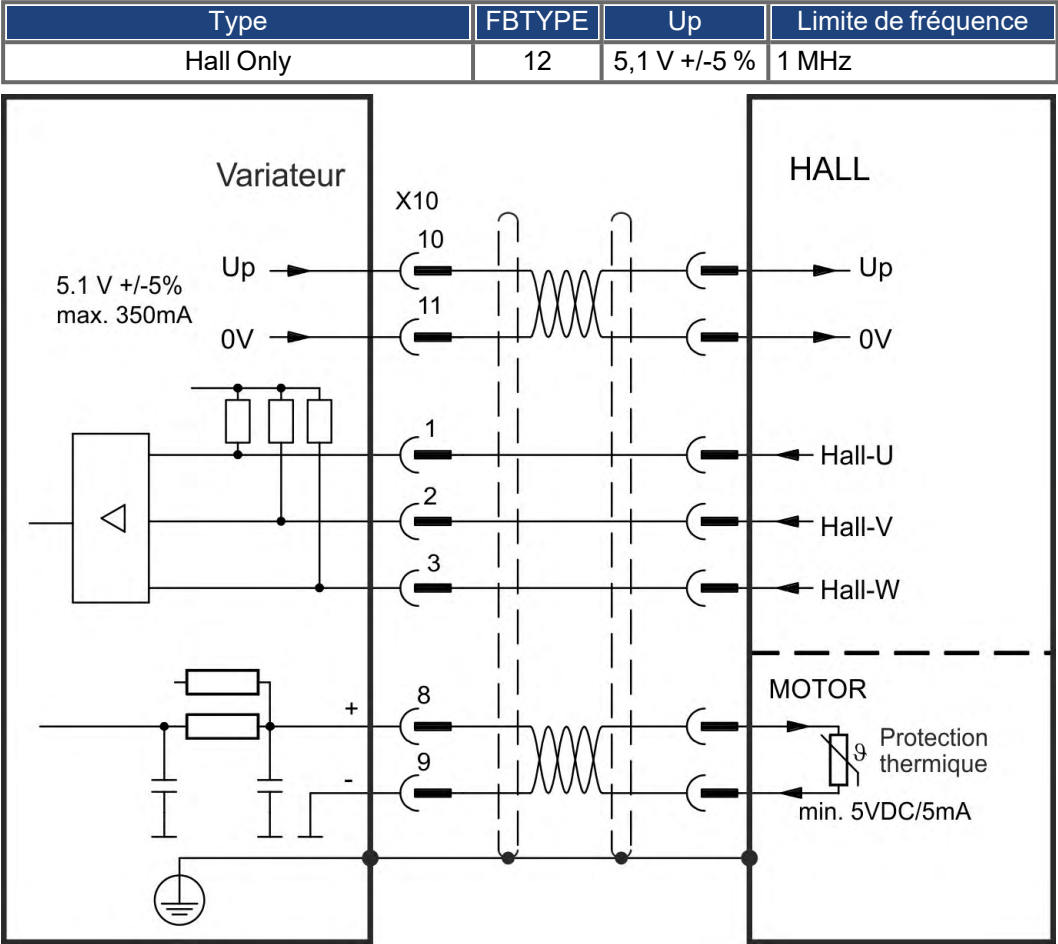 Type FBTYPE Up Limite de fréquence
Hall Only 12 5,1 V +/-5 % 1 MHz
Variateur
HALL
X10
10
Up
Up
5.1 V +/-5%
max. 350mA
11
0V
0V
1
Hall-U
2
Hall-V
3
Hall-W
MOTOR
8
+
Protection
thermique
ϑ
9
-
min. 5VDC/5mA